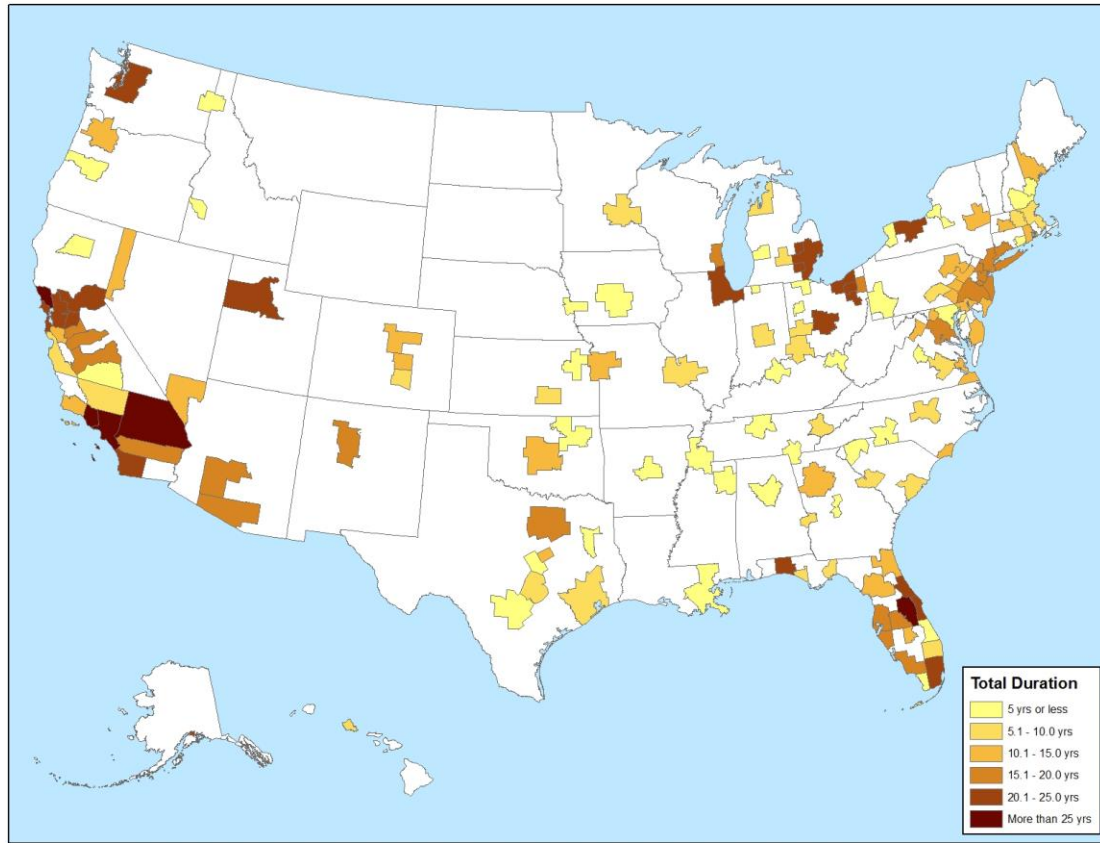 Total Duration
5 yrs or less
5.1 - 10.0 yrs
10.1 - 15.0 yrs
15.1 - 20.0 yrs
20.1 - 25.0 yrs
More than 25 yrs